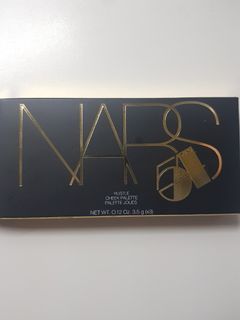 NARS
HUSTLE
CHEEK PALETTE
PALETTE JOUES
NET WT. 0.12 Oz. 3.5 g (x3)